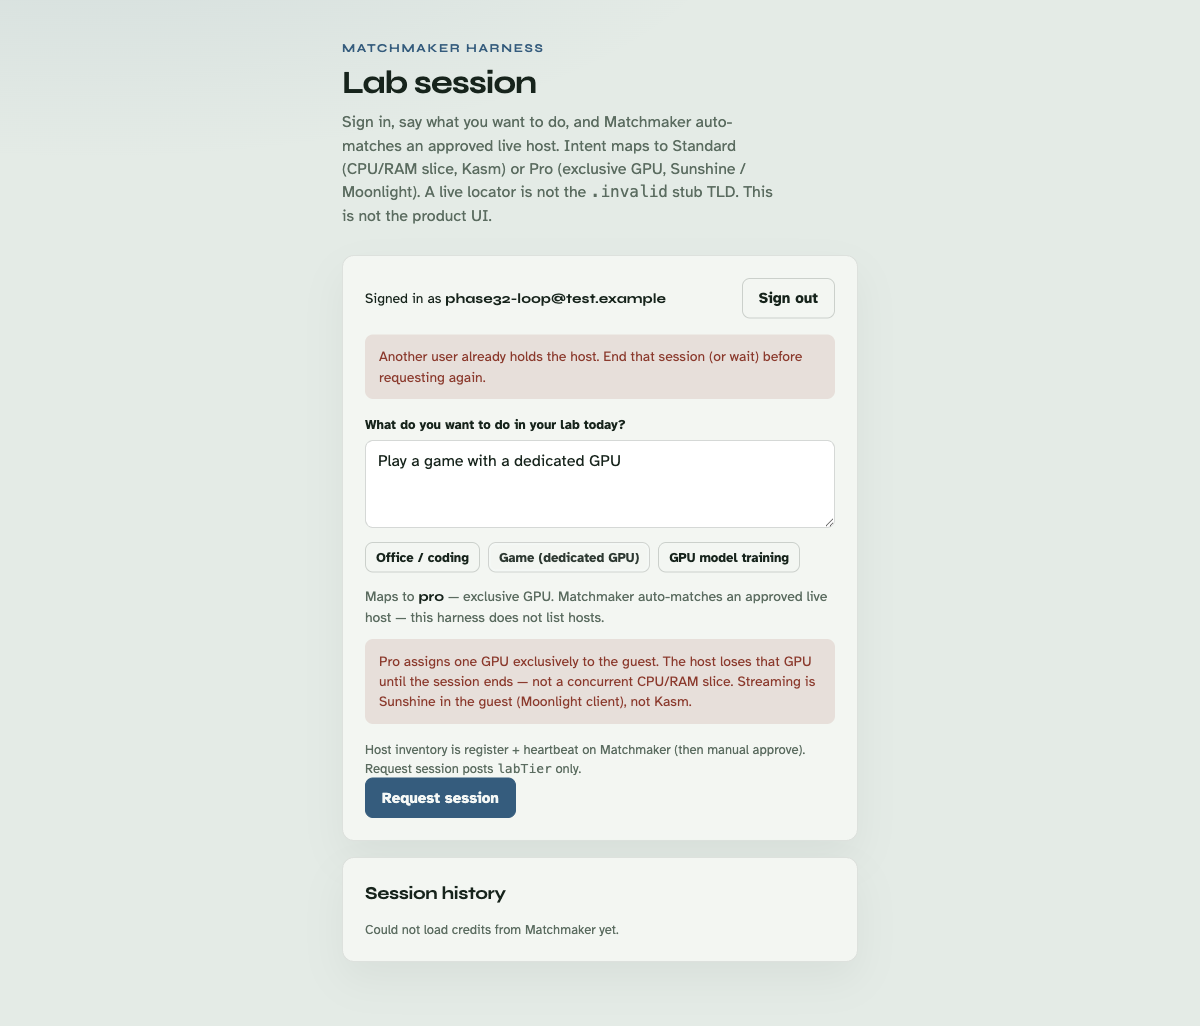 MATCHMAKER HARNESS
Lab session
Sign in, say what you want to do, and Matchmaker auto-
matches an approved live host. Intent maps to Standard
(CPU/RAM slice, Kasm) or Pro (exclusive GPU, Sunshine /
Moonlight). A live locator is not the .invalid stub TLD. This
is not the product UI.
Signed in as phase32-loop@test.example
Sign out
Another user already holds the host. End that session (or wait) before
requesting again.
What do you want to do in your lab today?
Play a game with a dedicated GPU
Office / coding
Game (dedicated GPU)
GPU model training
Maps to pro — exclusive GPU. Matchmaker auto-matches an approved live
host — this harness does not list hosts.
Pro assigns one GPU exclusively to the guest. The host loses that GPU
until the session ends — not a concurrent CPU/RAM slice. Streaming is
Sunshine in the guest (Moonlight client), not Kasm.
Host inventory is register + heartbeat on Matchmaker (then manual approve).
Request session posts labTier only.
Request session
Session history
Could not load credits from Matchmaker yet.